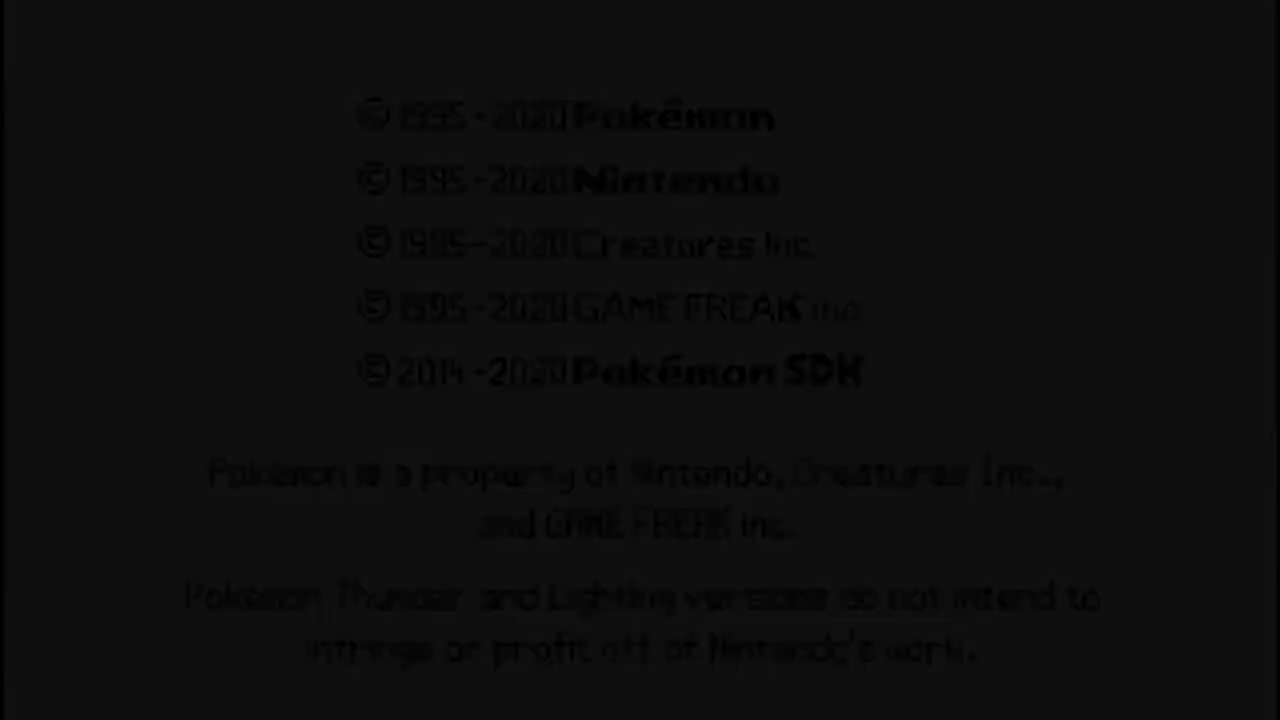 © 1995-2020 Pokémon
© 1995-2020 Nintendo
© 1995-2020 Creatures Inc.
© 1995-2020 GAME FREAK inc.
© 2014-2020 Pokémon SDK
Pokémon is a property of Nintendo, Creatures Inc.,
and GAME FREAK inc.
Pokémon Thunder and Lighting versions do not intend to
infringe or profit off of Nintendo's work.